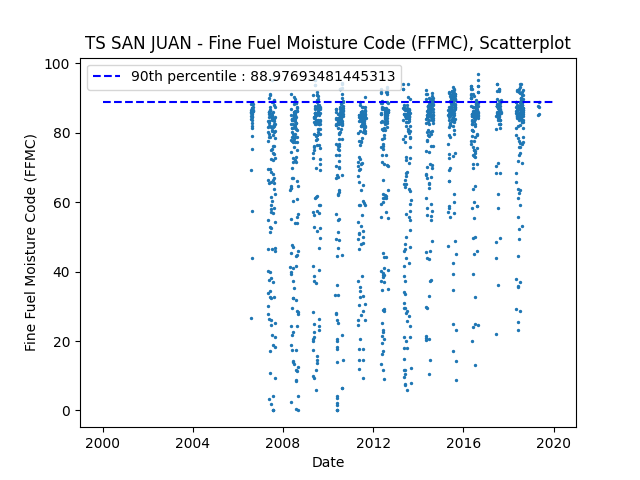 TS SAN JUAN - Fine Fuel Moisture Code (FFMC), Scatterplot
90th percentile : 88.97693481445313
100
80
60
40
20
0
Fine Fuel Moisture Code (FFMC)
2000 2004 2008 2012 2016 2020
Date